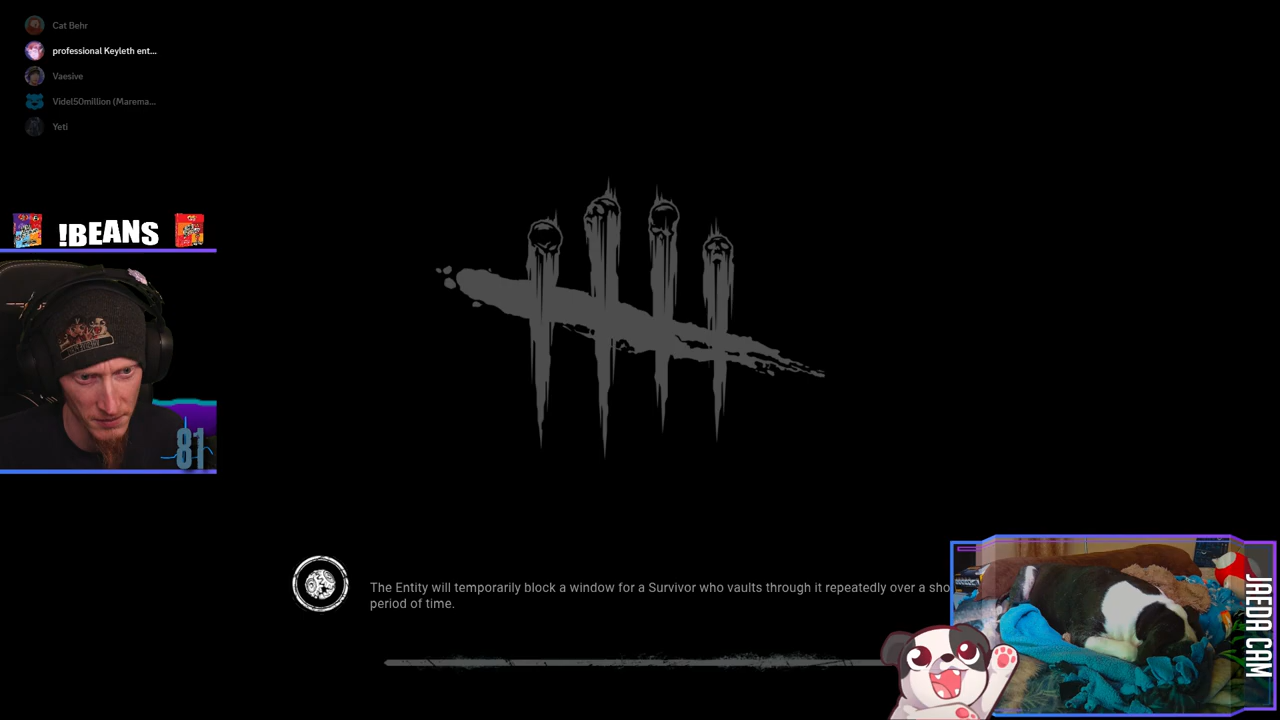 Cat Behr
professional Keyleth ent...
Vaesive
Videl50million (Marema...
Yeti
!BEANS
81
The Entity will temporarily block a window for a Survivor who vaults through it repeatedly over a sho
period of time.
JAEDA CAM